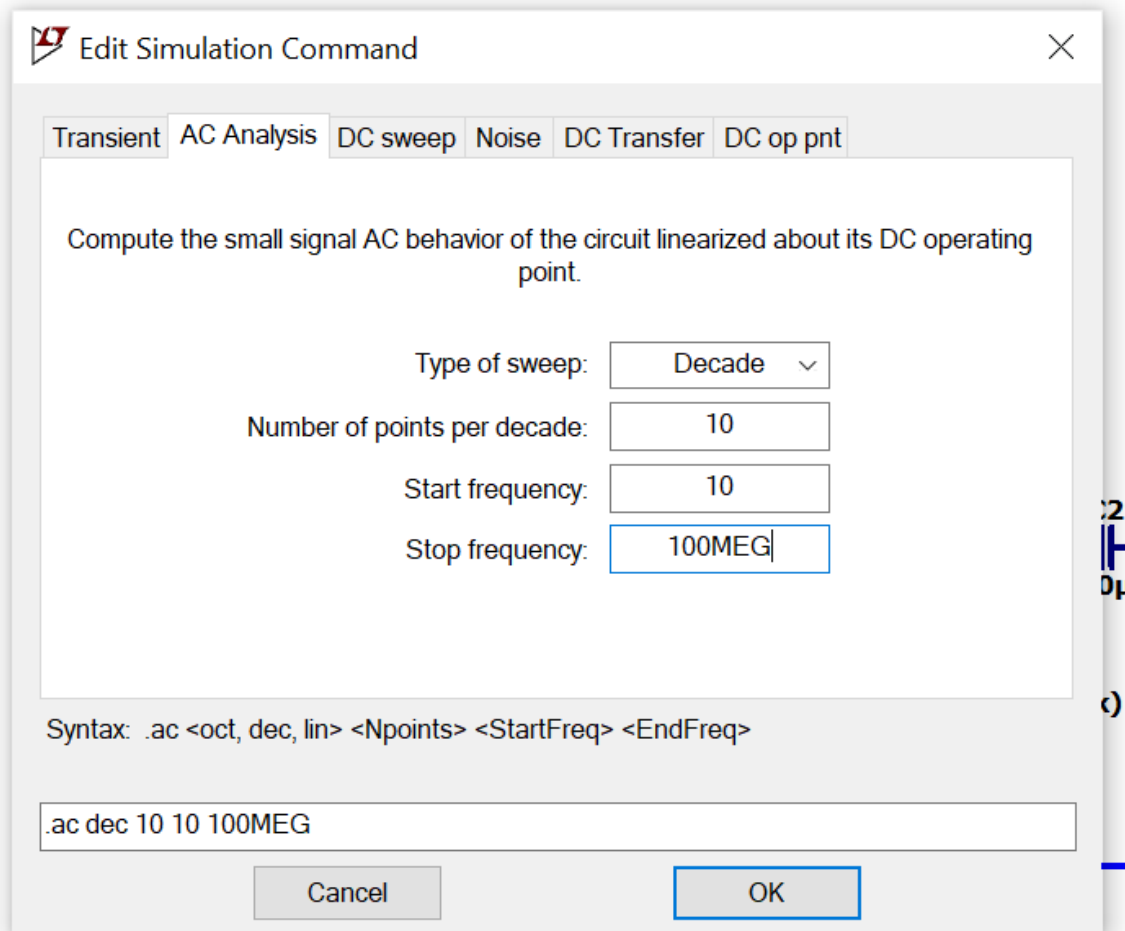 Edit Simulation Command
Transient AC Analysis DC sweep Noise DC Transfer DC op pnt
Compute the small signal AC behavior of the circuit linearized about its DC operating
point.
Type of sweep: Decade
Number of points per decade: 10
Start frequency: 10
Stop frequency: 100MEG
Syntax: .ac <oct, dec, lin> <Npoints> <StartFreq> <EndFreq>
.ac dec 10 10 100MEG
Cancel OK